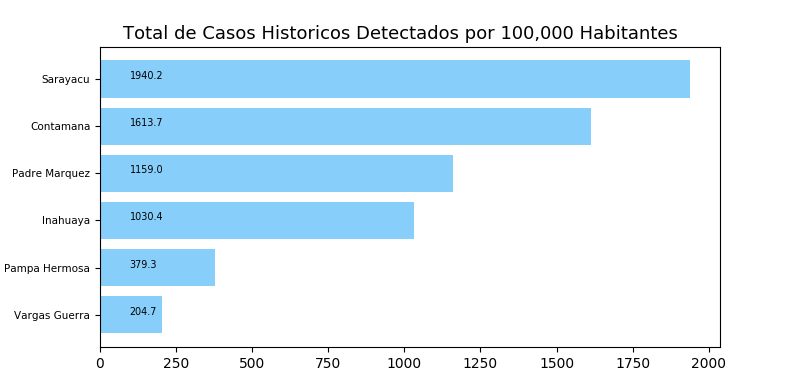 Total de Casos Historicos Detectados por 100,000 Habitantes
Sarayacu 1940.2
Contamana 1613.7
Padre Marquez 1159.0
Inahuaya 1030.4
Pampa Hermosa 379.3
Vargas Guerra 204.7
0 250 500 750 1000 1250 1500 1750 2000